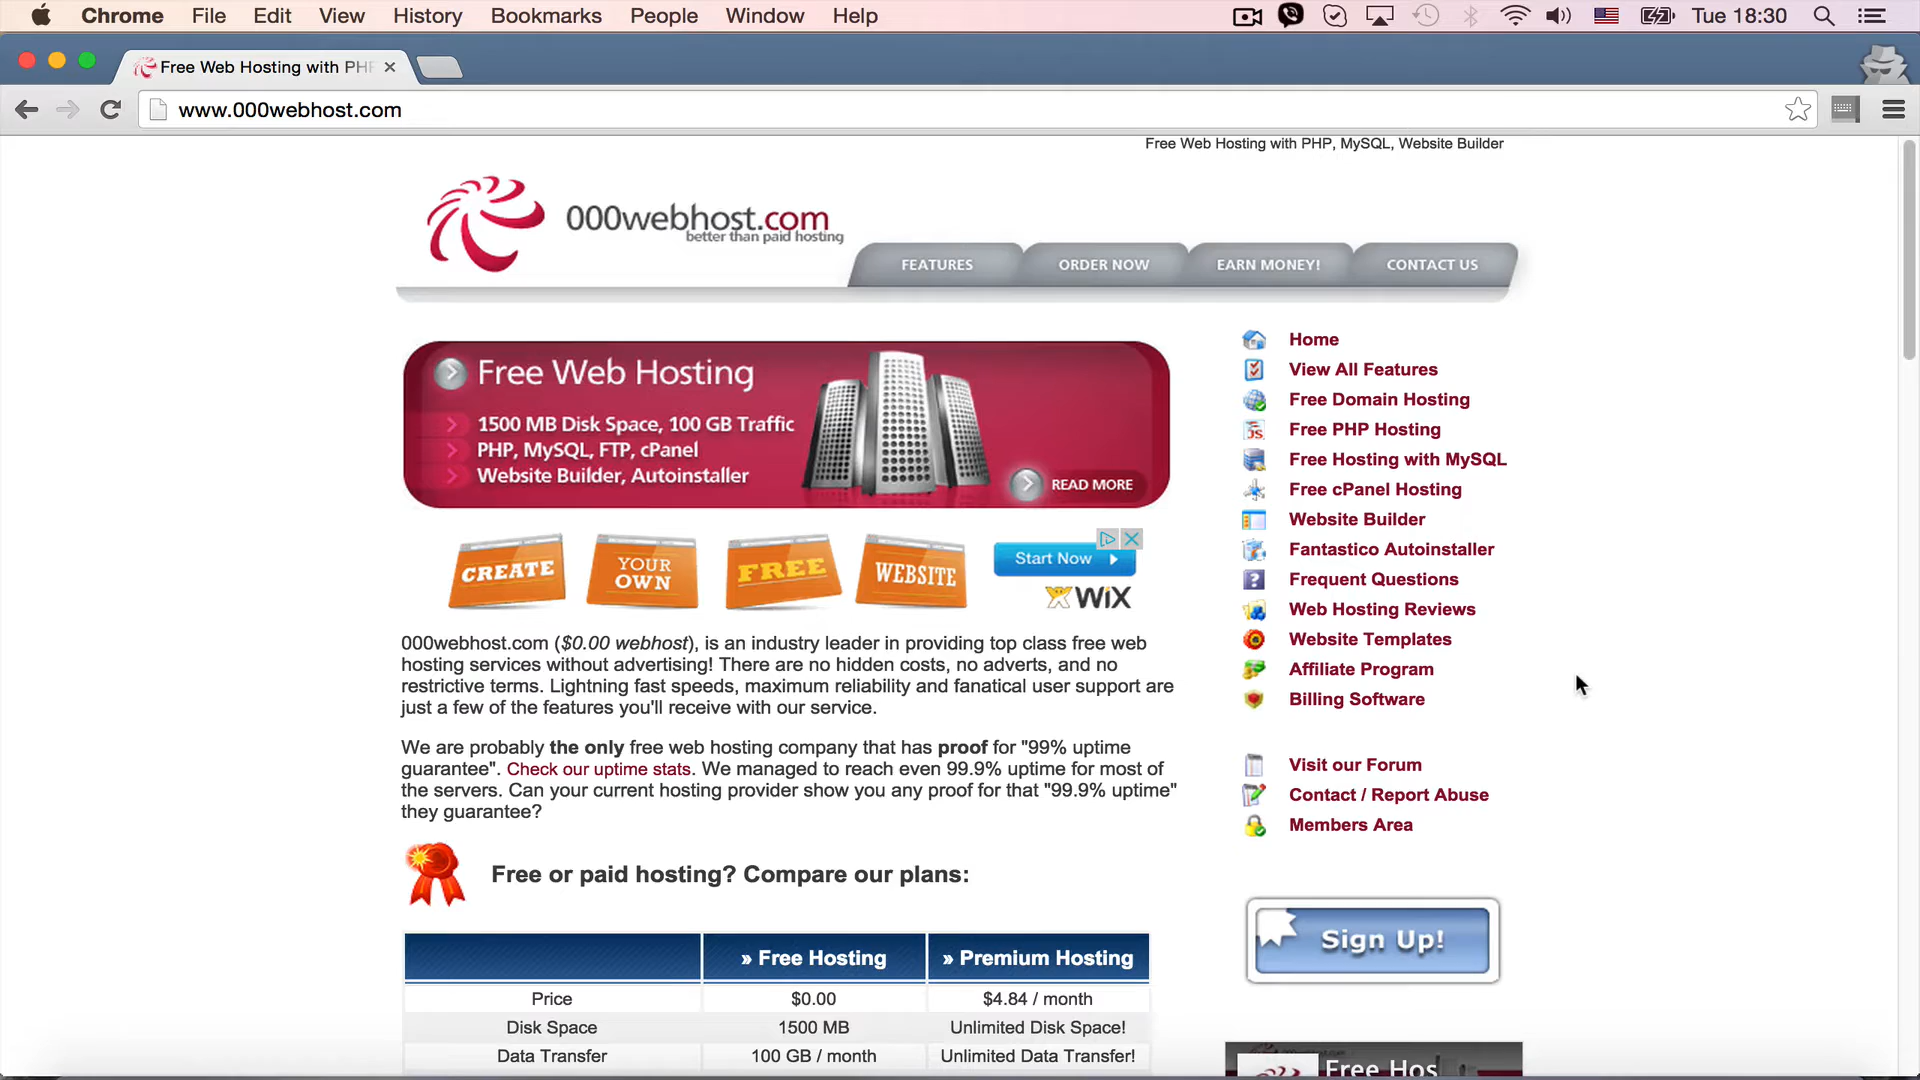 Chrome File Edit View History Bookmarks People Window Help Tue 18:30
Free Web Hosting with PHP
www.000webhost.com
Free Web Hosting with PHP, MySQL, Website Builder
000webhost.com
better than paid hosting
FEATURES ORDER NOW EARN MONEY! CONTACT US
Free Web Hosting
1500 MB Disk Space, 100 GB Traffic
PHP, MySQL, FTP, cPanel
Website Builder, Autoinstaller
READ MORE
CREATE YOUR OWN FREE WEBSITE
Start Now
WiX
000webhost.com ($0.00 webhost), is an industry leader in providing top class free web
hosting services without advertising! There are no hidden costs, no adverts, and no
restrictive terms. Lightning fast speeds, maximum reliability and fanatical user support are
just a few of the features you'll receive with our service.
We are probably the only free web hosting company that has proof for "99% uptime
guarantee". Check our uptime stats. We managed to reach even 99.9% uptime for most of
the servers. Can your current hosting provider show you any proof for that "99.9% uptime"
they guarantee?
Free or paid hosting? Compare our plans:
» Free Hosting » Premium Hosting
Price $0.00 $4.84 / month
Disk Space 1500 MB Unlimited Disk Space!
Data Transfer 100 GB / month Unlimited Data Transfer!
Home
View All Features
Free Domain Hosting
Free PHP Hosting
Free Hosting with MySQL
Free cPanel Hosting
Website Builder
Fantastico Autoinstaller
Frequent Questions
Web Hosting Reviews
Website Templates
Affiliate Program
Billing Software
Visit our Forum
Contact / Report Abuse
Members Area
Sign Up!
Free Hos